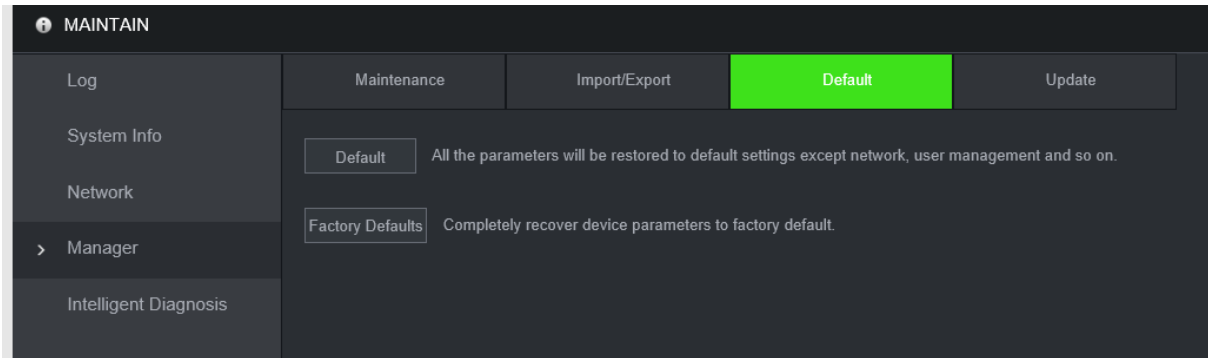 MAINTAIN
Log
Maintenance
Import/Export
Default
Update
System Info
Default
All the parameters will be restored to default settings except network, user management and so on.
Network
Factory Defaults
Completely recover device parameters to factory default.
Manager
Intelligent Diagnosis